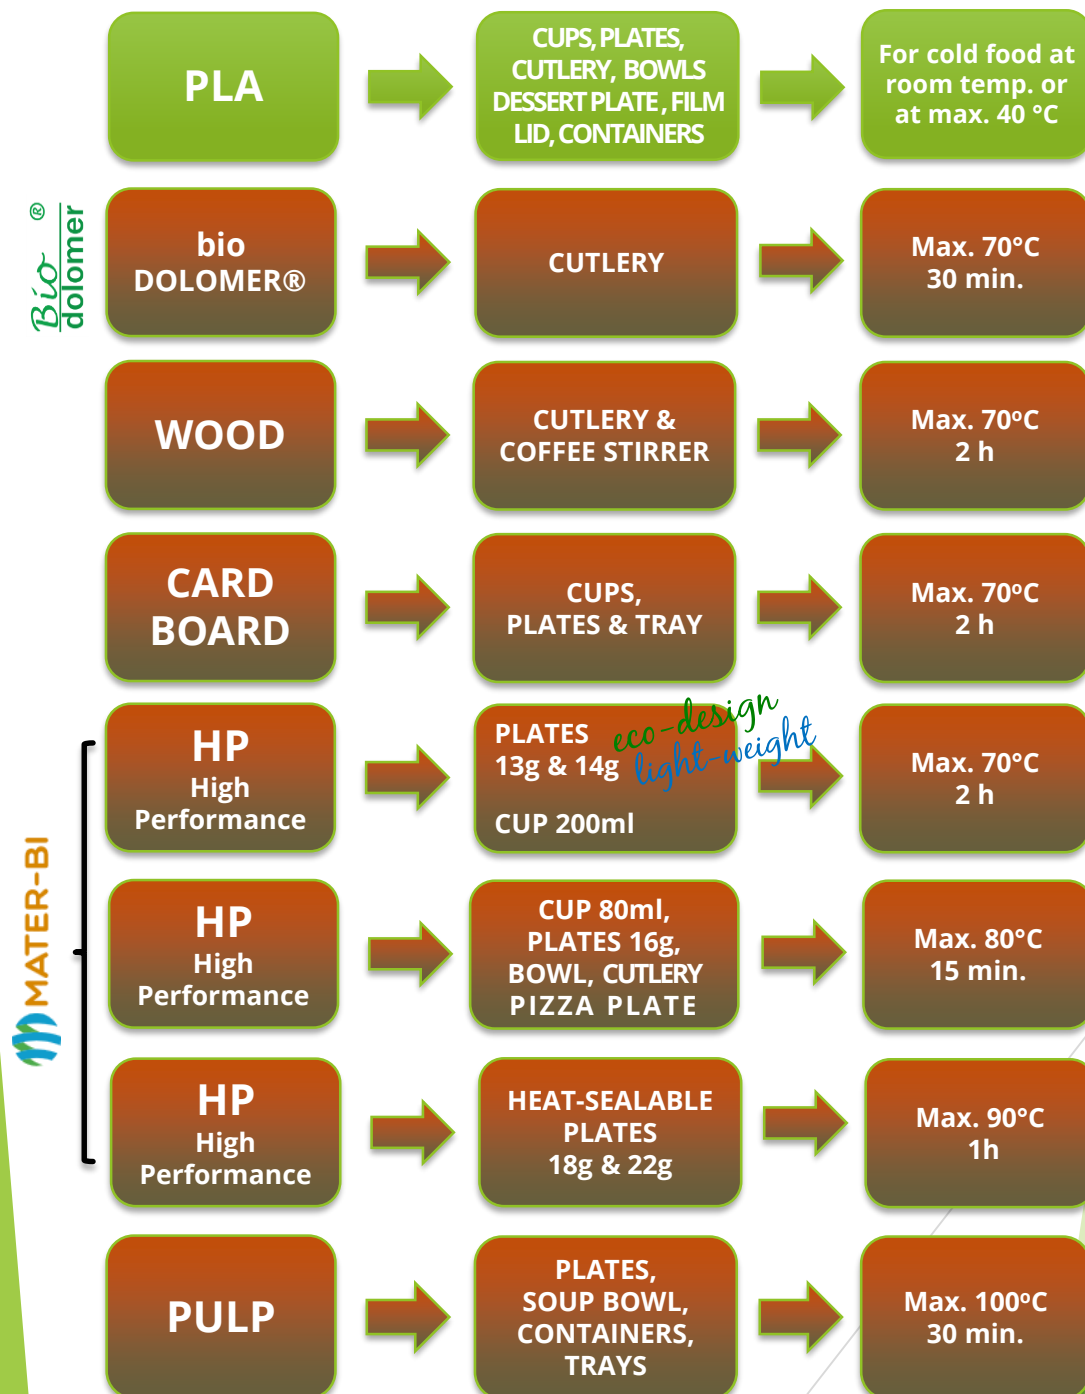 PLA
CUPS, PLATES,
CUTLERY, BOWLS
DESSERT PLATE , FILM
LID, CONTAINERS
For cold food at
room temp. or
at max. 40 °C
Bio ®
dolomer
bio
DOLOMER®
CUTLERY
Max. 70°C
30 min.
WOOD
CUTLERY &
COFFEE STIRRER
Max. 70ºC
2 h
CARD
BOARD
CUPS,
PLATES & TRAY
Max. 70ºC
2 h
MATER-BI
HP
High
Performance
PLATES
13g & 14g
eco-design
light-weight
CUP 200ml
Max. 70°C
2 h
HP
High
Performance
CUP 80ml,
PLATES 16g,
BOWL, CUTLERY
PIZZA PLATE
Max. 80°C
15 min.
HP
High
Performance
HEAT-SEALABLE
PLATES
18g & 22g
Max. 90°C
1h
PULP
PLATES,
SOUP BOWL,
CONTAINERS,
TRAYS
Max. 100ºC
30 min.